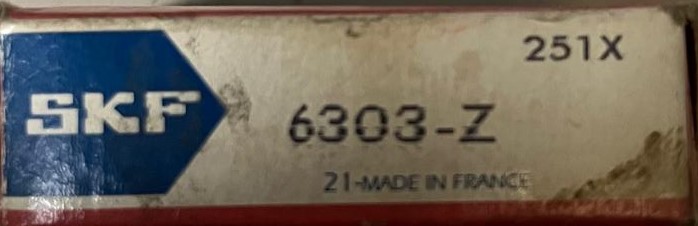 251X
SKF
6303-Z
21-MADE IN FRANCE